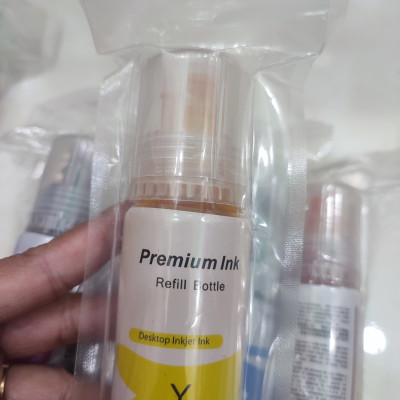 Premium Ink
Refill Bottle
Desktop Inkjet Ink
Y